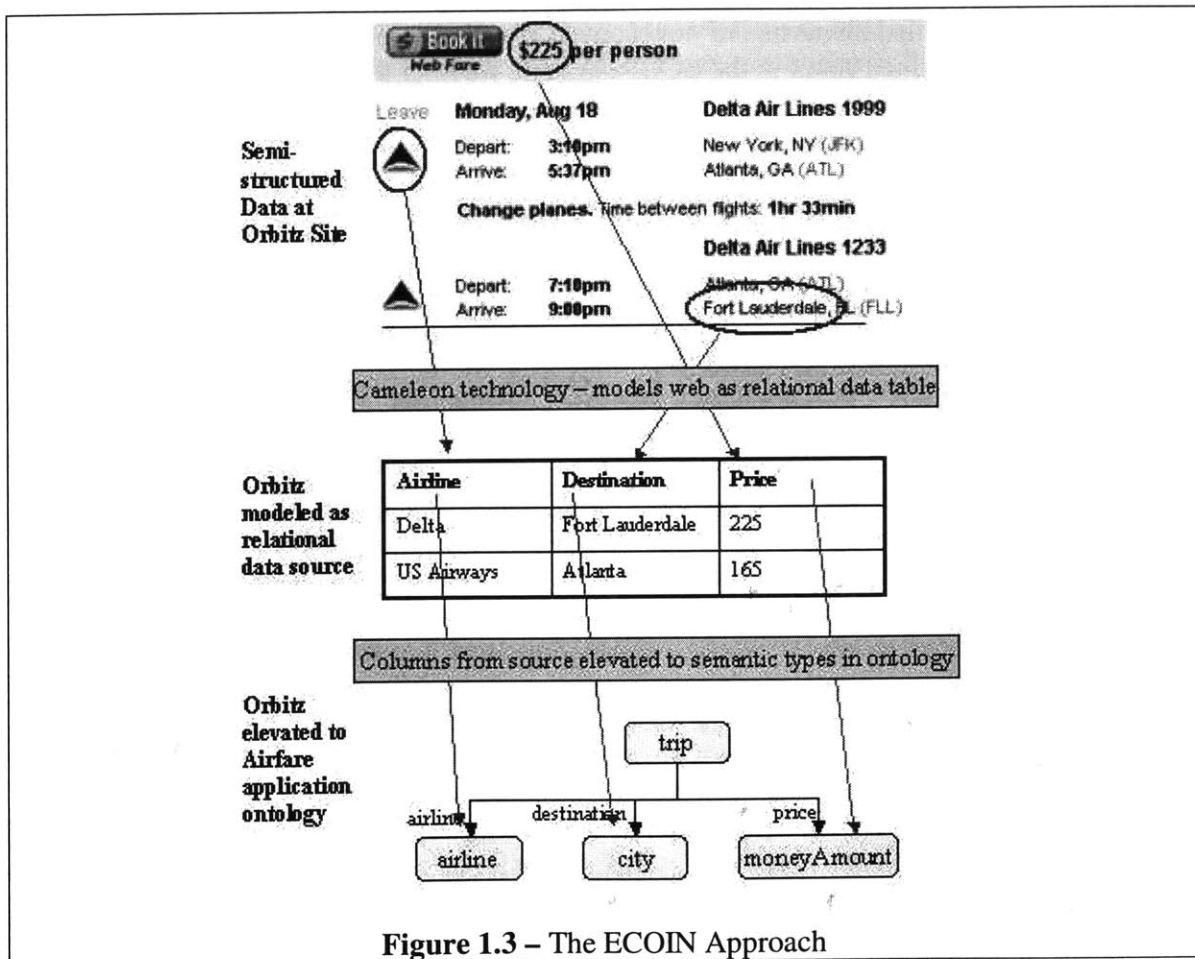 Book it
Web Fare
$225 per person
Leave
Monday, Aug 18
Delta Air Lines 1999
Depart: 3:10pm New York, NY (JFK)
Arrive: 5:37pm Atlanta, GA (ATL)
Change planes. Time between flights: 1hr 33min
Delta Air Lines 1233
Depart: 7:10pm Atlanta, GA (ATL)
Arrive: 9:00pm Fort Lauderdale, FL (FLL)
Semi-
structured
Data at
Orbitz Site
Cameleon technology – models web as relational data table
Orbitz
modeled as
relational
data source
Airline Destination Price
Delta Fort Lauderdale 225
US Airways Atlanta 165
Columns from source elevated to semantic types in ontology
Orbitz
elevated to
Airfare
application
ontology
trip
airline destination price
airline city moneyAmount
Figure 1.3 – The ECOIN Approach